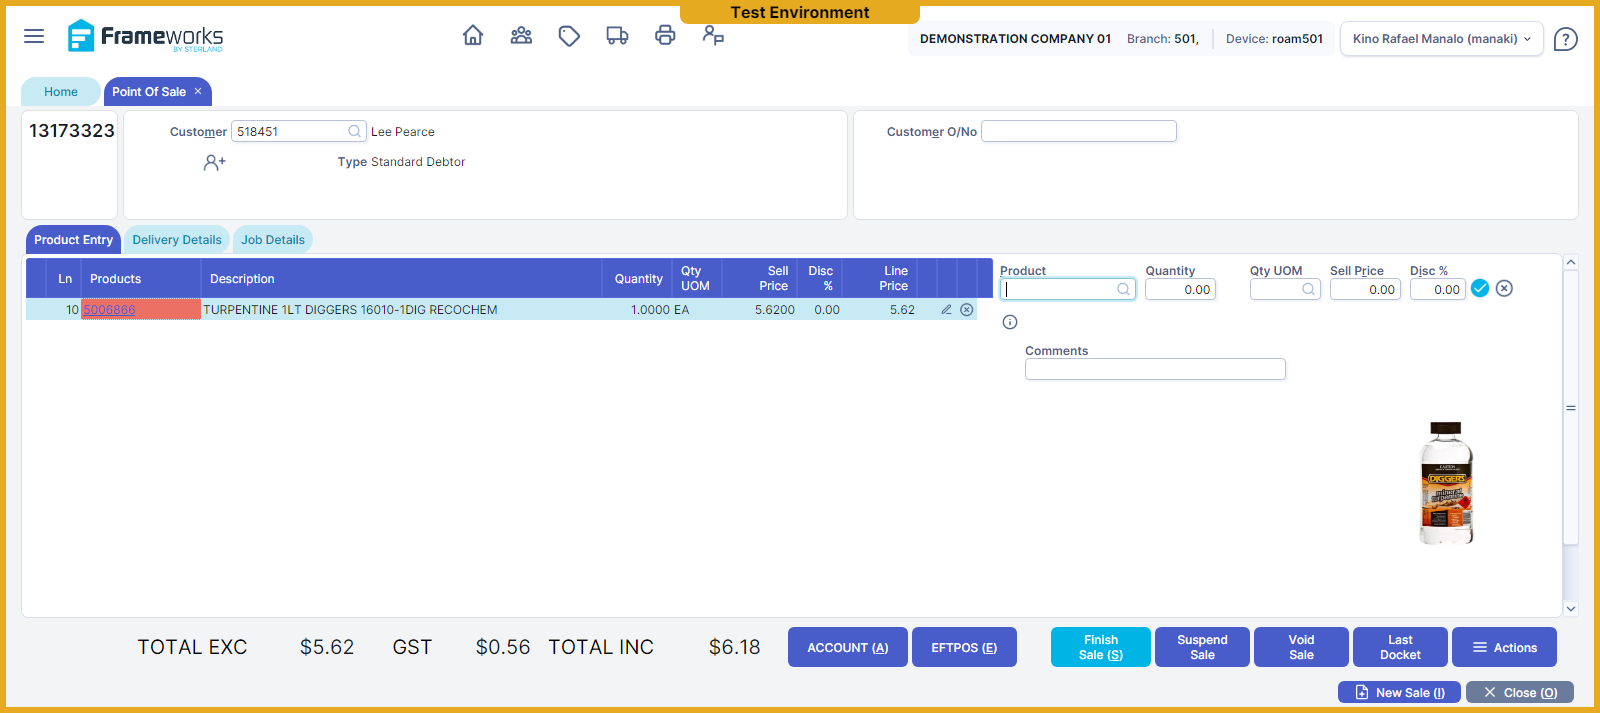 Test Environment
Frameworks
BY STERLAND
DEMONSTRATION COMPANY 01 Branch: 501, Device: roam501 Kino Rafael Manalo (manaki)
Home Point Of Sale
13173323
Customer 518451 Lee Pearce
Type Standard Debtor
Customer O/No
Product Entry Delivery Details Job Details
Ln Products Description Quantity Qty UOM Sell Price Disc % Line Price
10 5006866 TURPENTINE 1LT DIGGERS 16010-1DIG RECOCHEM 1.0000 EA 5.6200 0.00 5.62
Product Quantity Qty UOM Sell Price Disc %
0.00 0.00 0.00
Comments
DIGGERS
mineral turpentine
TOTAL EXC $5.62 GST $0.56 TOTAL INC $6.18
ACCOUNT (A) EFTPOS (E) Finish Sale (S) Suspend Sale Void Sale Last Docket Actions
New Sale (I) Close (O)